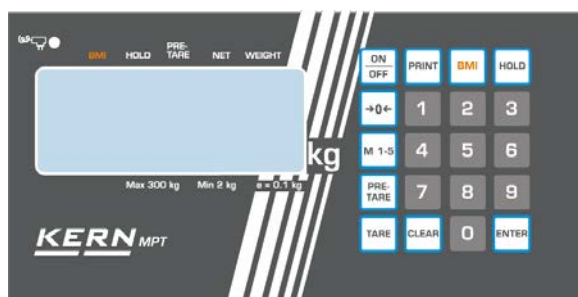 BMI HOLD PRE-TARE NET WEIGHT
kg
Max 300 kg Min 2 kg e = 0.1 kg
KERN MPT
ON OFF PRINT BMI HOLD
→0← 1 2 3
M 1-5 4 5 6
PRE-TARE 7 8 9
TARE CLEAR 0 ENTER